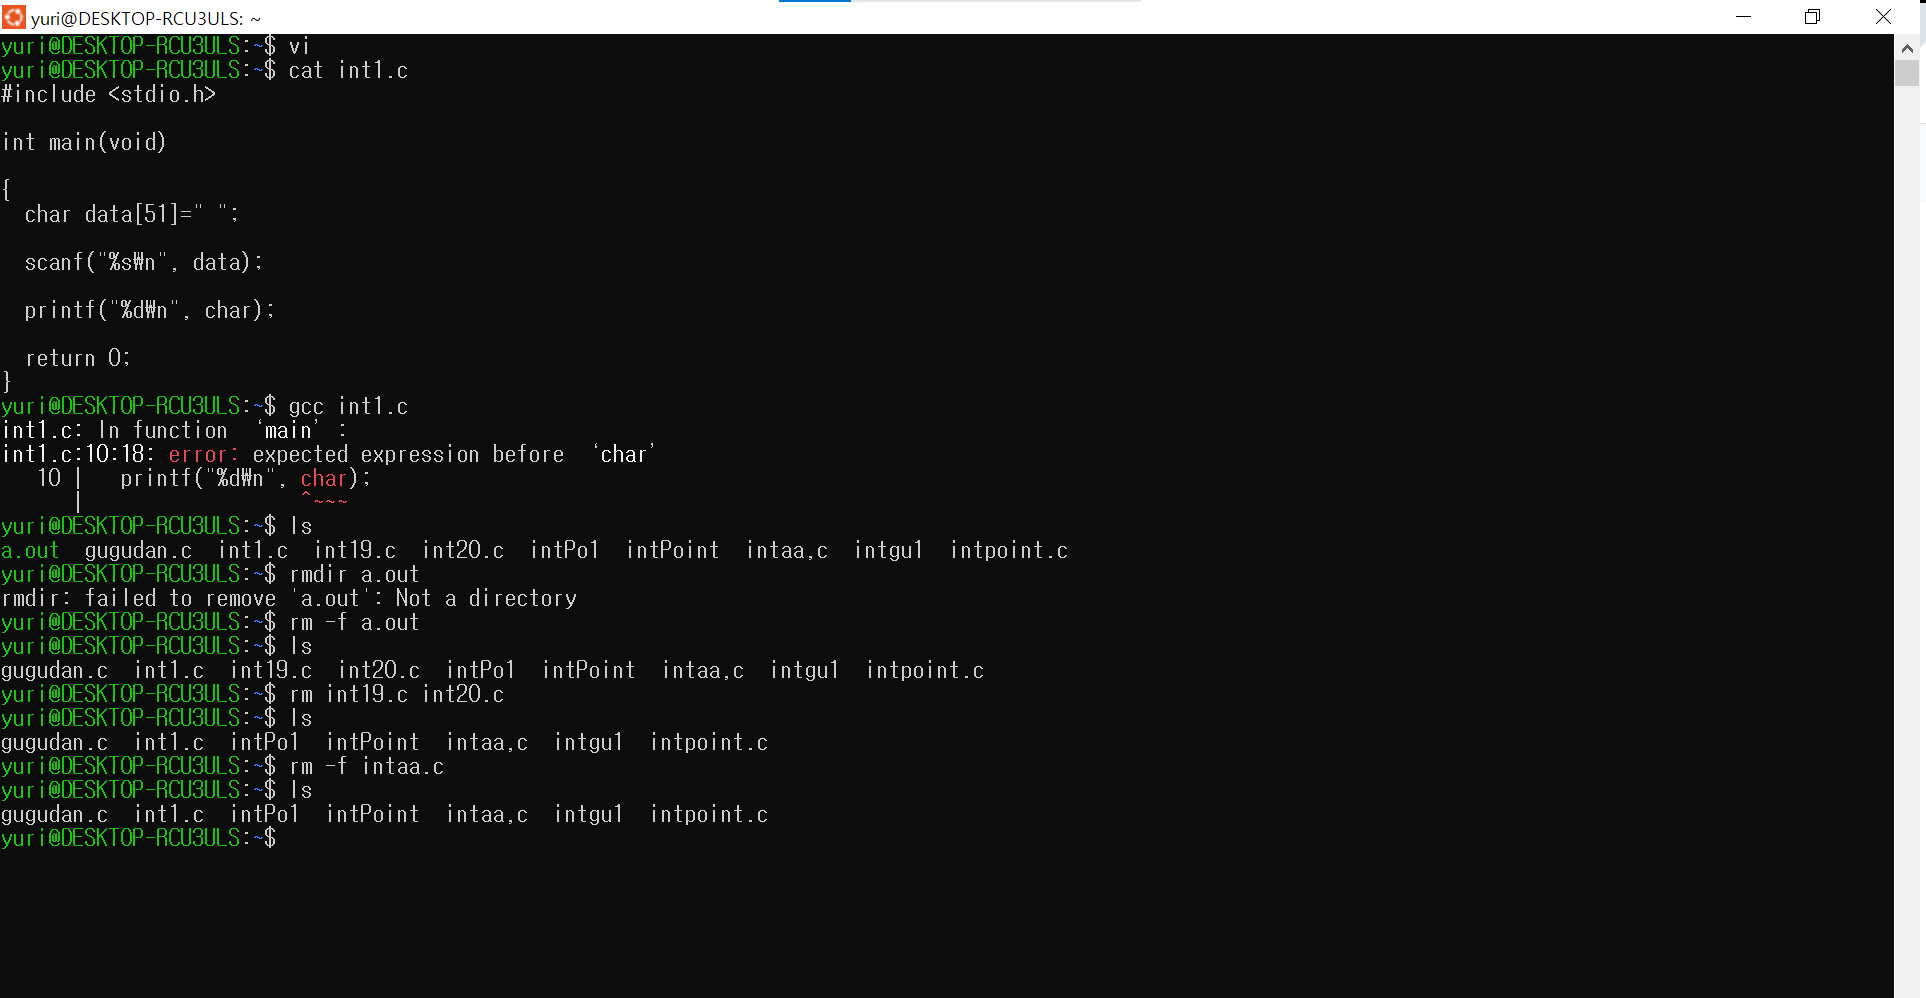 yuri@DESKTOP-RCU3ULS: ~
yuri@DESKTOP-RCU3ULS:~$ vi
yuri@DESKTOP-RCU3ULS:~$ cat int1.c
#include <stdio.h>
int main(void)
{
  char data[51]=" ";
  scanf("%s₩n", data);
  printf("%d₩n", char);
  return 0;
}
yuri@DESKTOP-RCU3ULS:~$ gcc int1.c
int1.c: In function ‘main’:
int1.c:10:18: error: expected expression before ‘char’
   10 |   printf("%d₩n", char);
      |                  ^~~~
yuri@DESKTOP-RCU3ULS:~$ ls
a.out  gugudan.c  int1.c  int19.c  int20.c  intPo1  intPoint  intaa,c  intgu1  intpoint.c
yuri@DESKTOP-RCU3ULS:~$ rmdir a.out
rmdir: failed to remove 'a.out': Not a directory
yuri@DESKTOP-RCU3ULS:~$ rm -f a.out
yuri@DESKTOP-RCU3ULS:~$ ls
gugudan.c  int1.c  int19.c  int20.c  intPo1  intPoint  intaa,c  intgu1  intpoint.c
yuri@DESKTOP-RCU3ULS:~$ rm int19.c int20.c
yuri@DESKTOP-RCU3ULS:~$ ls
gugudan.c  int1.c  intPo1  intPoint  intaa,c  intgu1  intpoint.c
yuri@DESKTOP-RCU3ULS:~$ rm -f intaa.c
yuri@DESKTOP-RCU3ULS:~$ ls
gugudan.c  int1.c  intPo1  intPoint  intaa,c  intgu1  intpoint.c
yuri@DESKTOP-RCU3ULS:~$